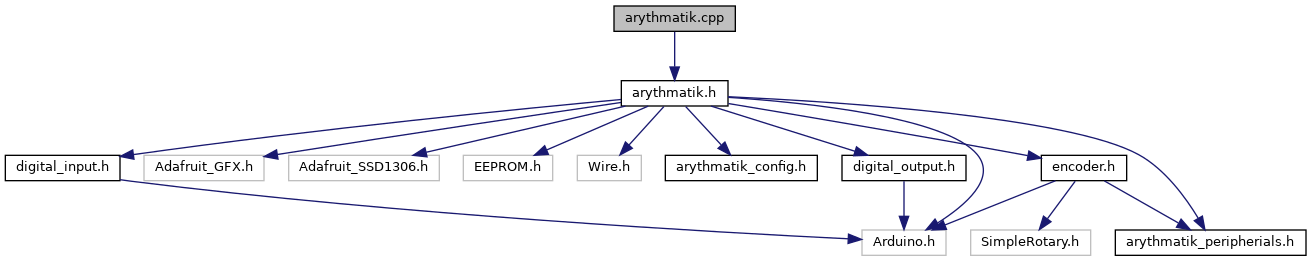 arythmatik.cpp
arythmatik.h
digital_input.h
Adafruit_GFX.h
Adafruit_SSD1306.h
EEPROM.h
Wire.h
arythmatik_config.h
digital_output.h
encoder.h
Arduino.h
SimpleRotary.h
arythmatik_peripherials.h